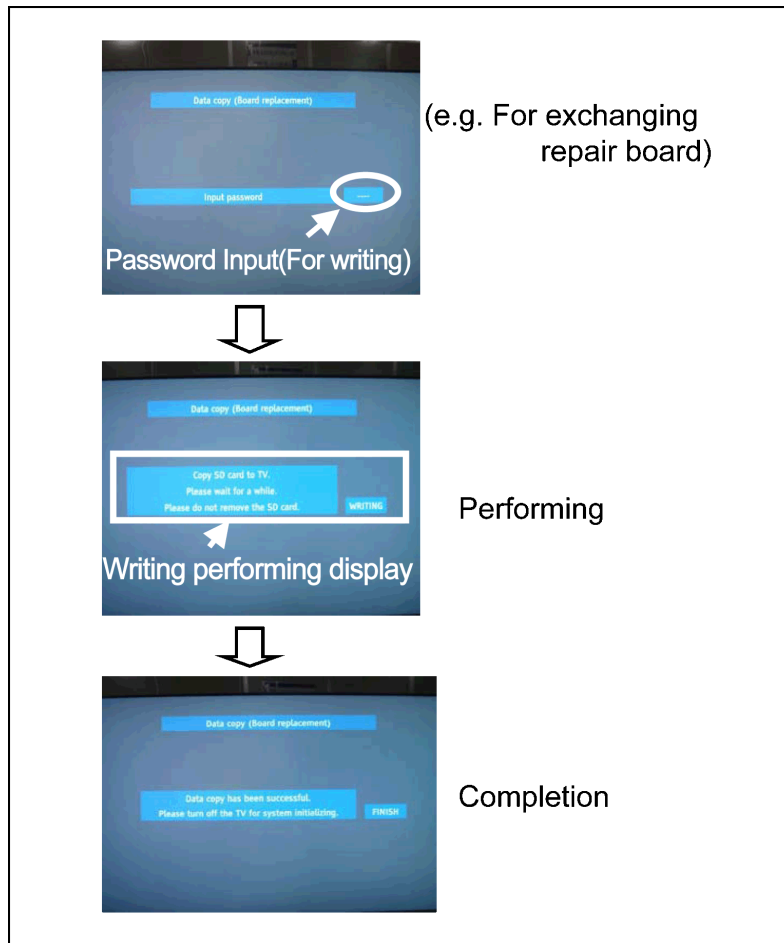 Data copy (Board replacement)
(e.g. For exchanging
repair board)
Input password
Password Input(For writing)
Data copy (Board replacement)
Copy SD card to TV.
Please wait for a while.
Please do not remove the SD card.
WRITING
Performing
Writing performing display
Data copy (Board replacement)
Data copy has been successful.
Please turn off the TV for system initializing.
FINISH
Completion